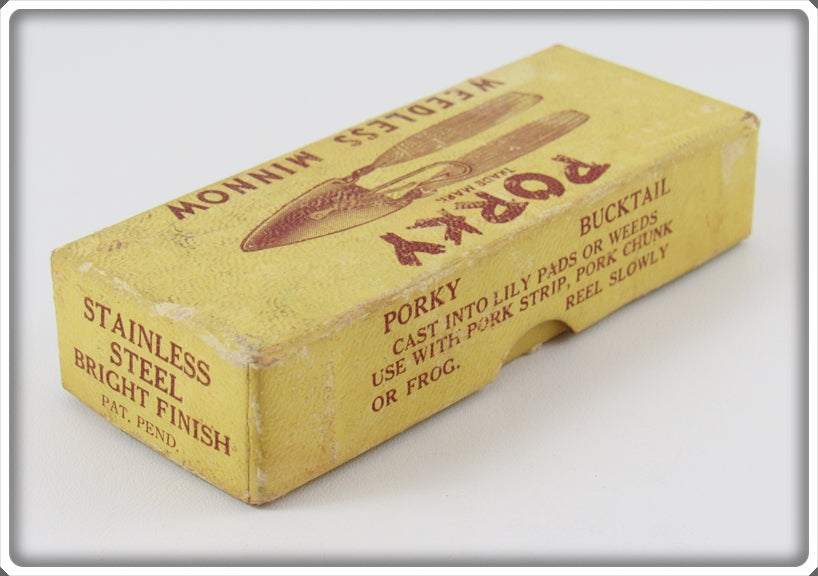 PORKY
TRADE MARK
WEEDLESS MINNOW
PORKY BUCKTAIL
CAST INTO LILY PADS OR WEEDS
USE WITH PORK STRIP, PORK CHUNK
OR FROG. REEL SLOWLY
STAINLESS
STEEL
BRIGHT FINISH
PAT. PEND.